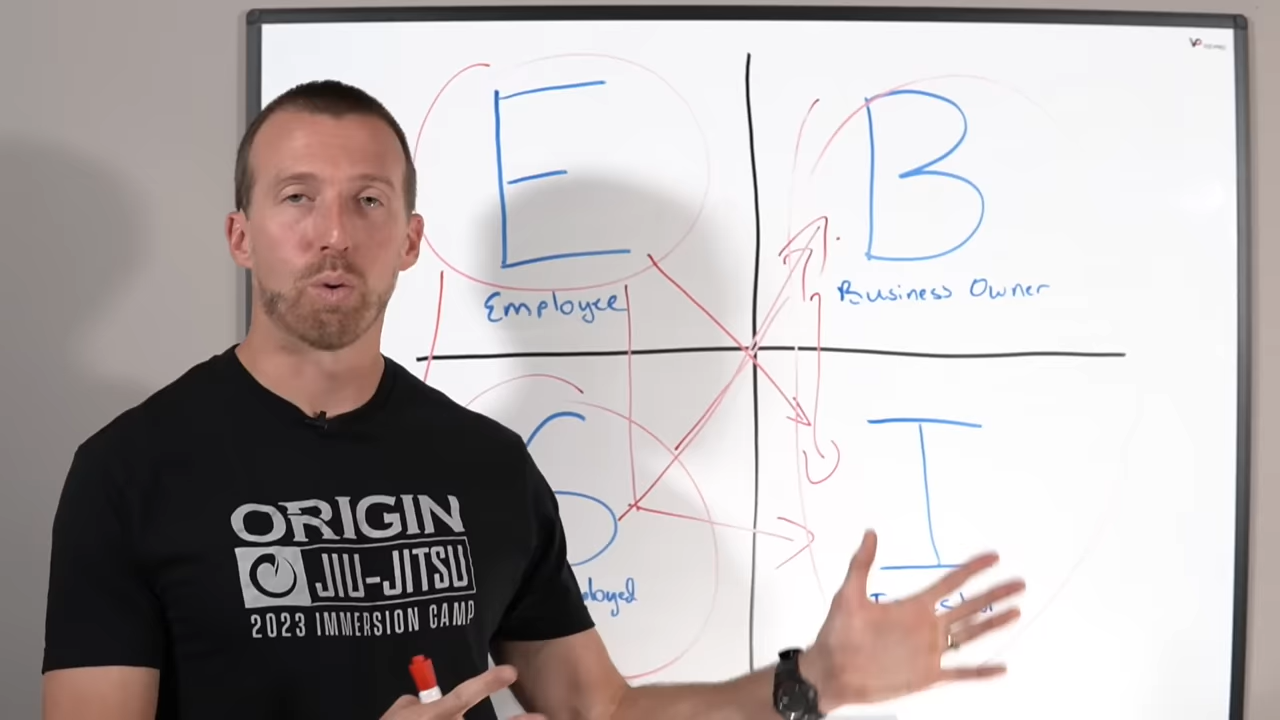 E
B
Employee
Business Owner
S
I
ORIGIN
JIU-JITSU
2023 IMMERSION CAMP